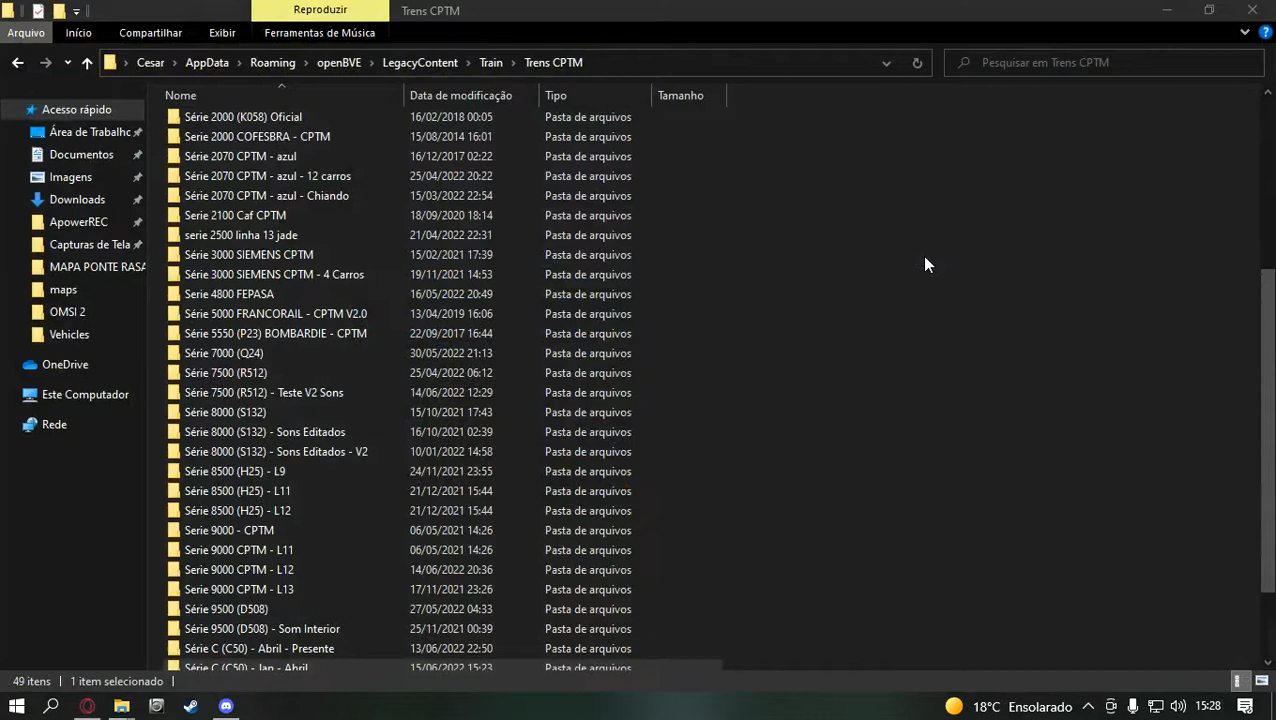 Reproduzir
Trens CPTM
Arquivo
Início
Compartilhar
Exibir
Ferramentas de Música
Cesar
AppData
Roaming
openBVE
LegacyContent
Train
Trens CPTM
Pesquisar em Trens CPTM
Acesso rápido
Área de Trabalho
Documentos
Imagens
Downloads
ApowerREC
Capturas de Tela
MAPA PONTE RASA
maps
OMSI 2
Vehicles
OneDrive
Este Computador
Rede
Nome Data de modificação Tipo Tamanho
Série 2000 (K058) Oficial 16/02/2018 00:05 Pasta de arquivos
Série 2000 COFESBRA - CPTM 15/08/2014 16:01 Pasta de arquivos
Série 2070 CPTM - azul 16/12/2017 02:22 Pasta de arquivos
Série 2070 CPTM - azul - 12 carros 25/04/2022 20:22 Pasta de arquivos
Série 2070 CPTM - azul - Chiando 15/03/2022 22:54 Pasta de arquivos
Serie 2100 Caf CPTM 18/09/2020 18:14 Pasta de arquivos
serie 2500 linha 13 jade 21/04/2022 22:31 Pasta de arquivos
Série 3000 SIEMENS CPTM 15/02/2021 17:39 Pasta de arquivos
Série 3000 SIEMENS CPTM - 4 Carros 19/11/2021 14:53 Pasta de arquivos
Serie 4800 FEPASA 16/05/2022 20:49 Pasta de arquivos
Série 5000 FRANCORAIL - CPTM V2.0 13/04/2019 16:06 Pasta de arquivos
Série 5550 (P23) BOMBARDIE - CPTM 22/09/2017 16:44 Pasta de arquivos
Série 7000 (Q24) 30/05/2022 21:13 Pasta de arquivos
Série 7500 (R512) 25/04/2022 06:12 Pasta de arquivos
Série 7500 (R512) - Teste V2 Sons 14/06/2022 12:29 Pasta de arquivos
Série 8000 (S132) 15/10/2021 17:43 Pasta de arquivos
Série 8000 (S132) - Sons Editados 16/10/2021 02:39 Pasta de arquivos
Série 8000 (S132) - Sons Editados - V2 10/01/2022 14:58 Pasta de arquivos
Série 8500 (H25) - L9 24/11/2021 23:55 Pasta de arquivos
Série 8500 (H25) - L11 21/12/2021 15:44 Pasta de arquivos
Série 8500 (H25) - L12 21/12/2021 15:44 Pasta de arquivos
Serie 9000 - CPTM 06/05/2021 14:26 Pasta de arquivos
Serie 9000 CPTM - L11 06/05/2021 14:26 Pasta de arquivos
Serie 9000 CPTM - L12 14/06/2022 20:36 Pasta de arquivos
Serie 9000 CPTM - L13 17/11/2021 23:26 Pasta de arquivos
Série 9500 (D508) 27/05/2022 04:33 Pasta de arquivos
Série 9500 (D508) - Som Interior 25/11/2021 00:39 Pasta de arquivos
Série C (C50) - Abril - Presente 13/06/2022 22:50 Pasta de arquivos
Série C (C50) - Jan - Abril 15/06/2022 15:23 Pasta de arquivos
49 itens
1 item selecionado
18°C Ensolarado
15:28